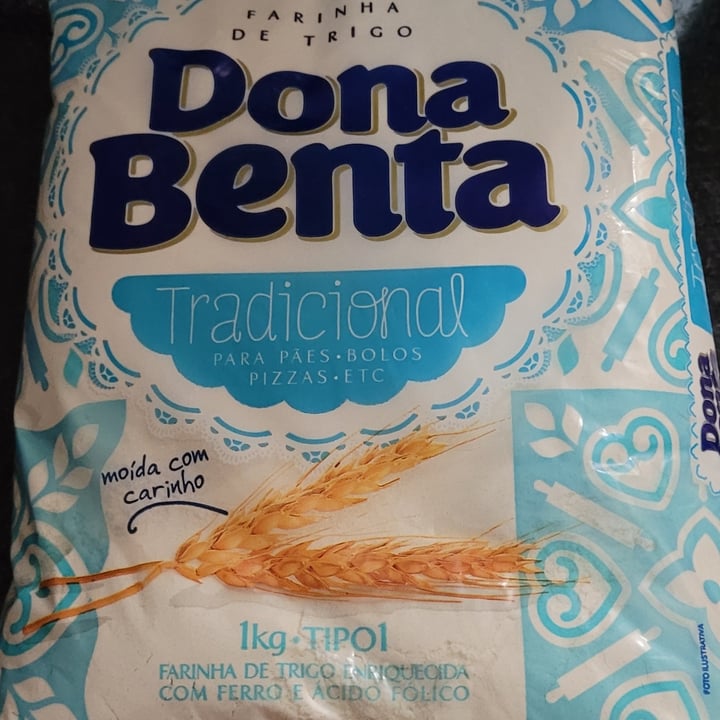 FARINHA
DE TRIGO
Dona
Benta
Tradicional
PARA PÃES • BOLOS
PIZZAS • ETC
moída com
carinho
1kg • TIPO1
FARINHA DE TRIGO ENRIQUECIDA
COM FERRO E ÁCIDO FÓLICO
FOTO ILUSTRATIVA
Dona